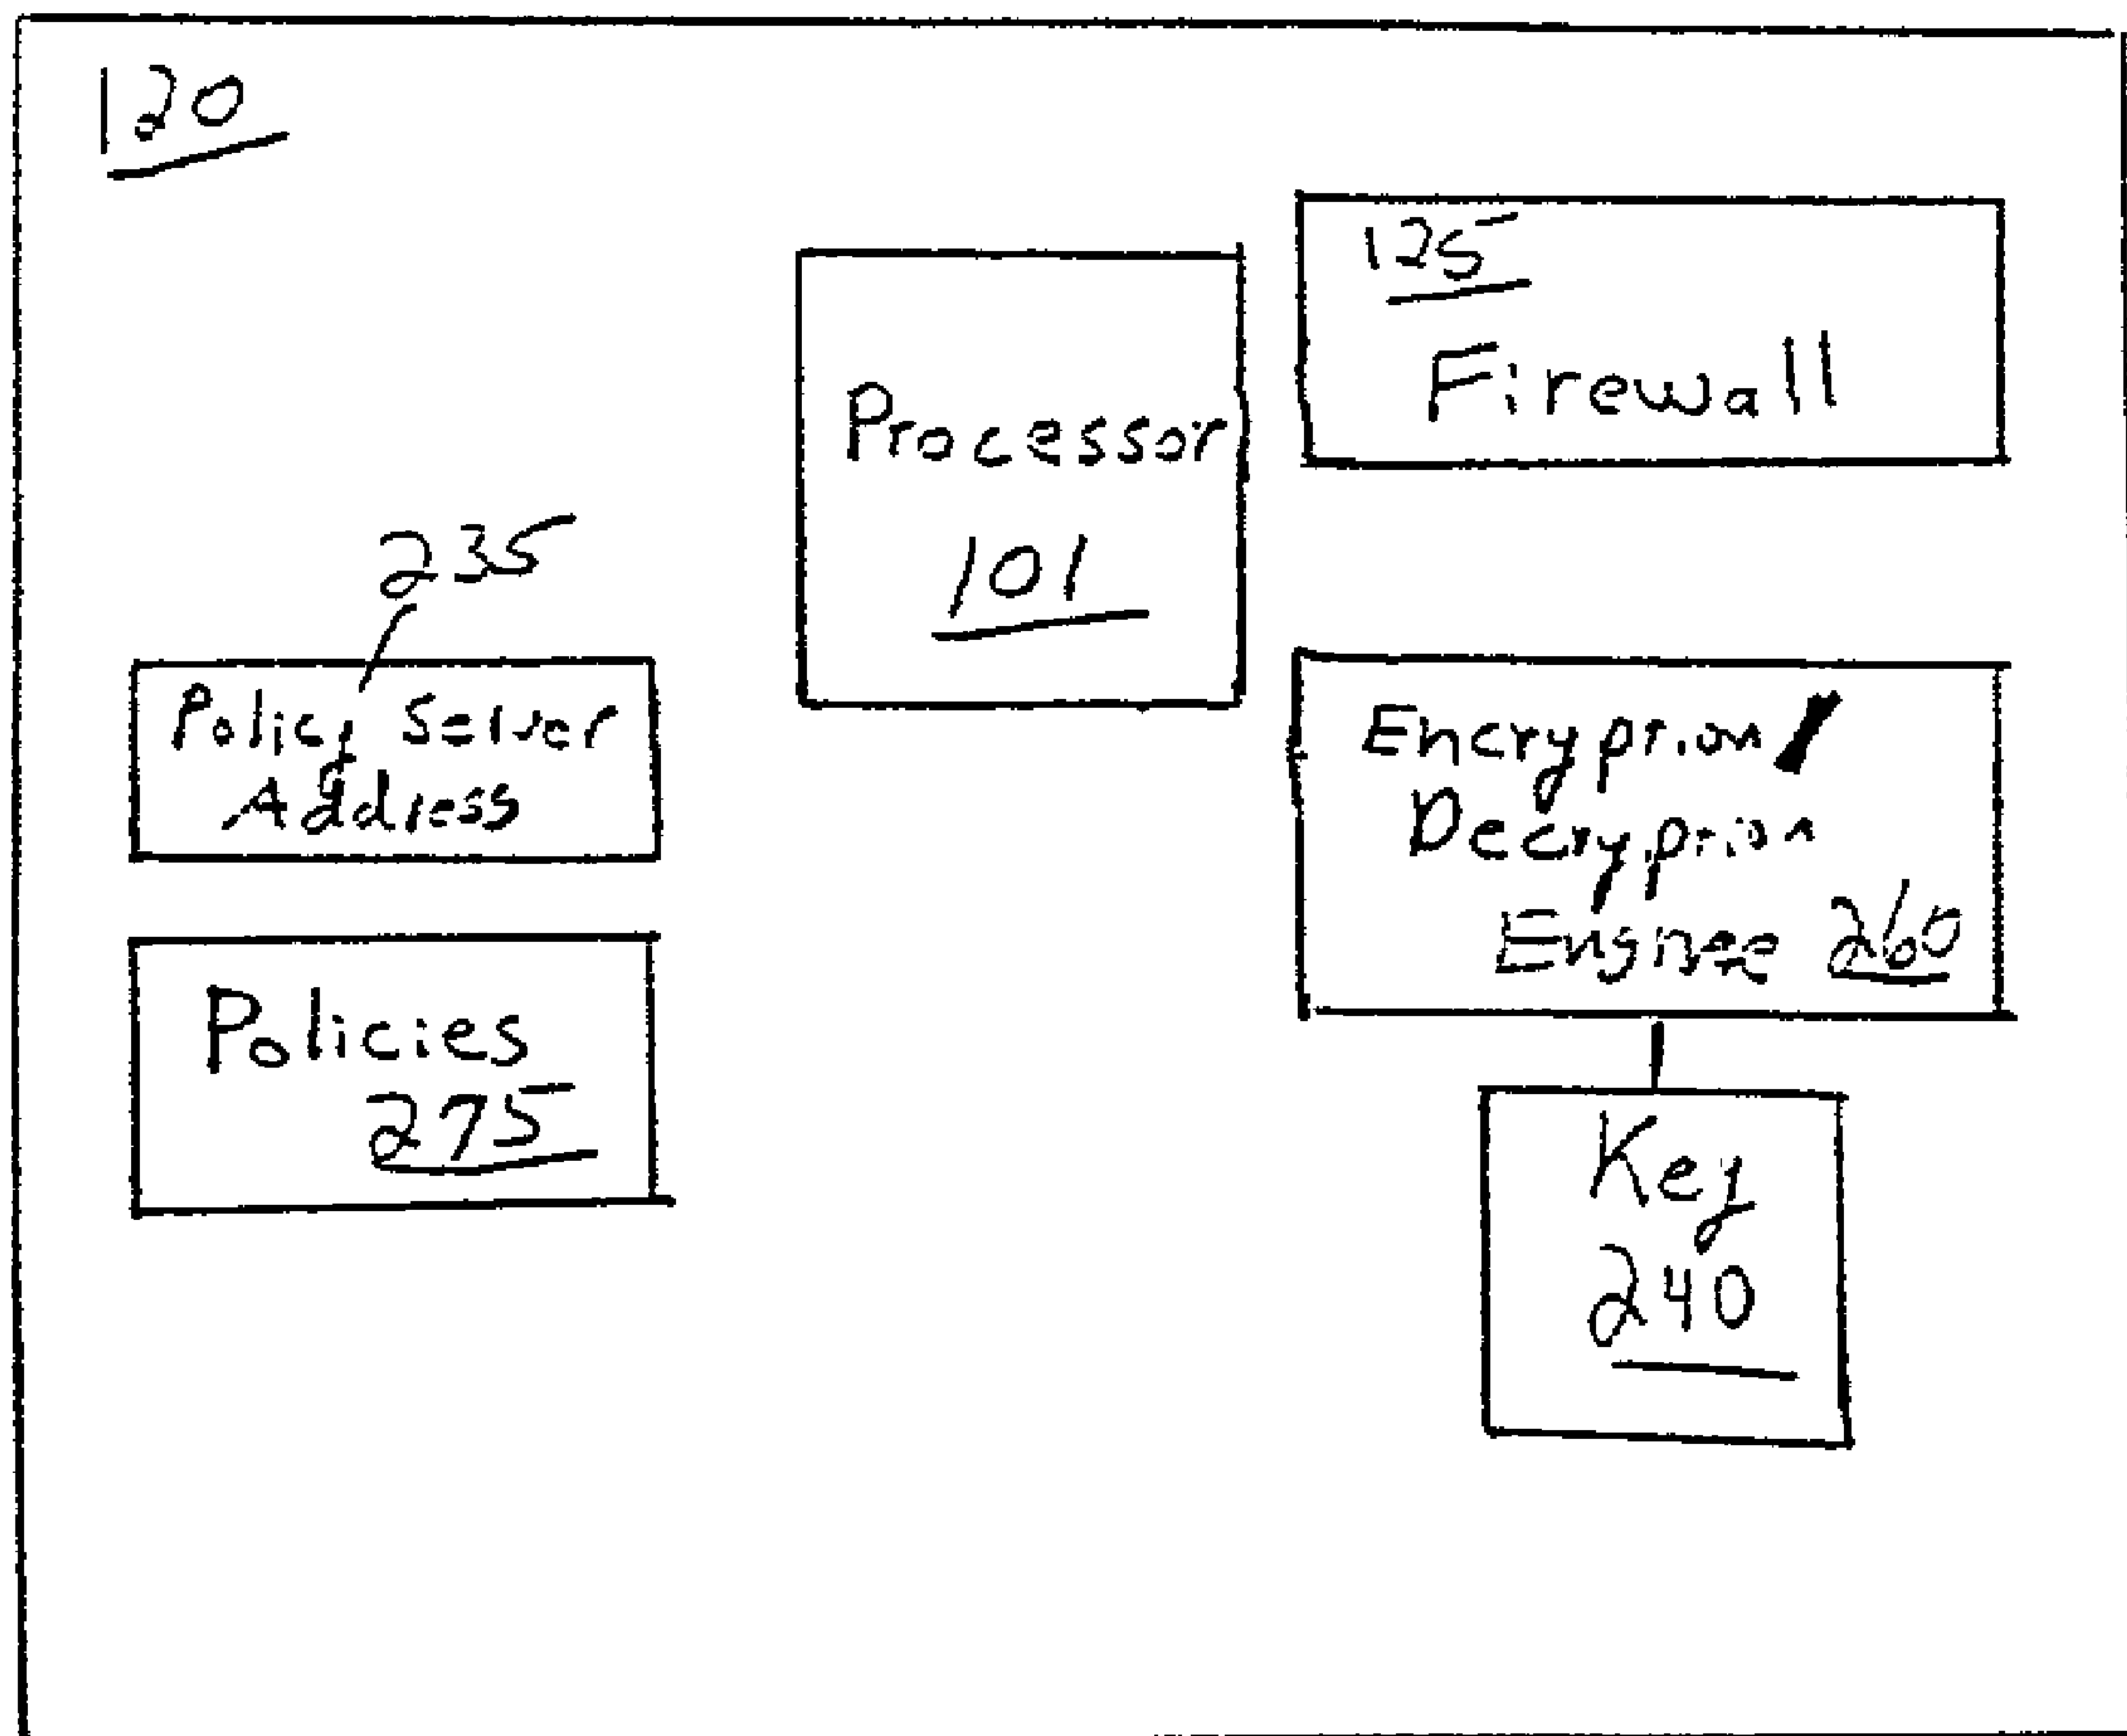 120
125
Firewall
Processor
101
235
Policy Server
Address
Encryption/
Decryption
Engine 260
Policies
275
Key
240